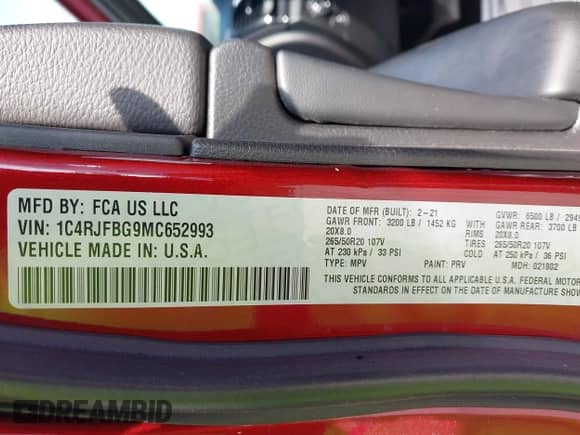 MFD BY: FCA US LLC
VIN: 1C4RJFBG9MC652993
VEHICLE MADE IN: U.S.A.
DATE OF MFR (BUILT): 2-21
GAWR FRONT: 3200 LB / 1452 KG
20X8.0
265/50R20 107V
AT 230 kPa / 33 PSI
TYPE: MPV
PAINT: PRV
GVWR: 6500 LB / 294
WITH GAWR REAR: 3700 LB
RIMS 20X8.0
TIRES 265/50R20 107V
COLD AT 250 kPa / 36 PSI
MDH: 021802
THIS VEHICLE CONFORMS TO ALL APPLICABLE U.S.A. FEDERAL MOTOR
STANDARDS IN EFFECT ON THE DATE OF MANUFACTURE SHOW
DREAMBID